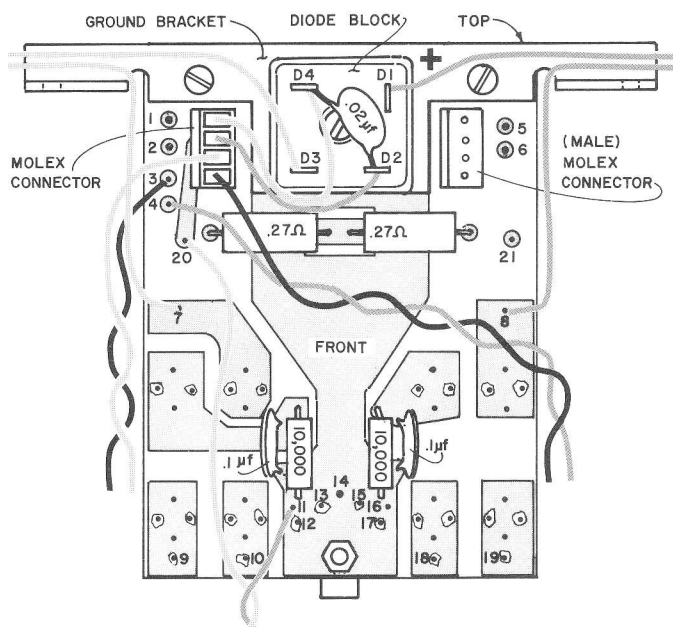 GROUND BRACKET
DIODE BLOCK
TOP
D4
D1
+
.02µf
1
2
3
4
MOLEX
CONNECTOR
D3
D2
5
6
(MALE)
MOLEX
CONNECTOR
.27Ω
.27Ω
20
21
7
8
FRONT
10,000
10,000
.1µf
.1µf
14
11
13
15
16
12
17
9
10
18
19